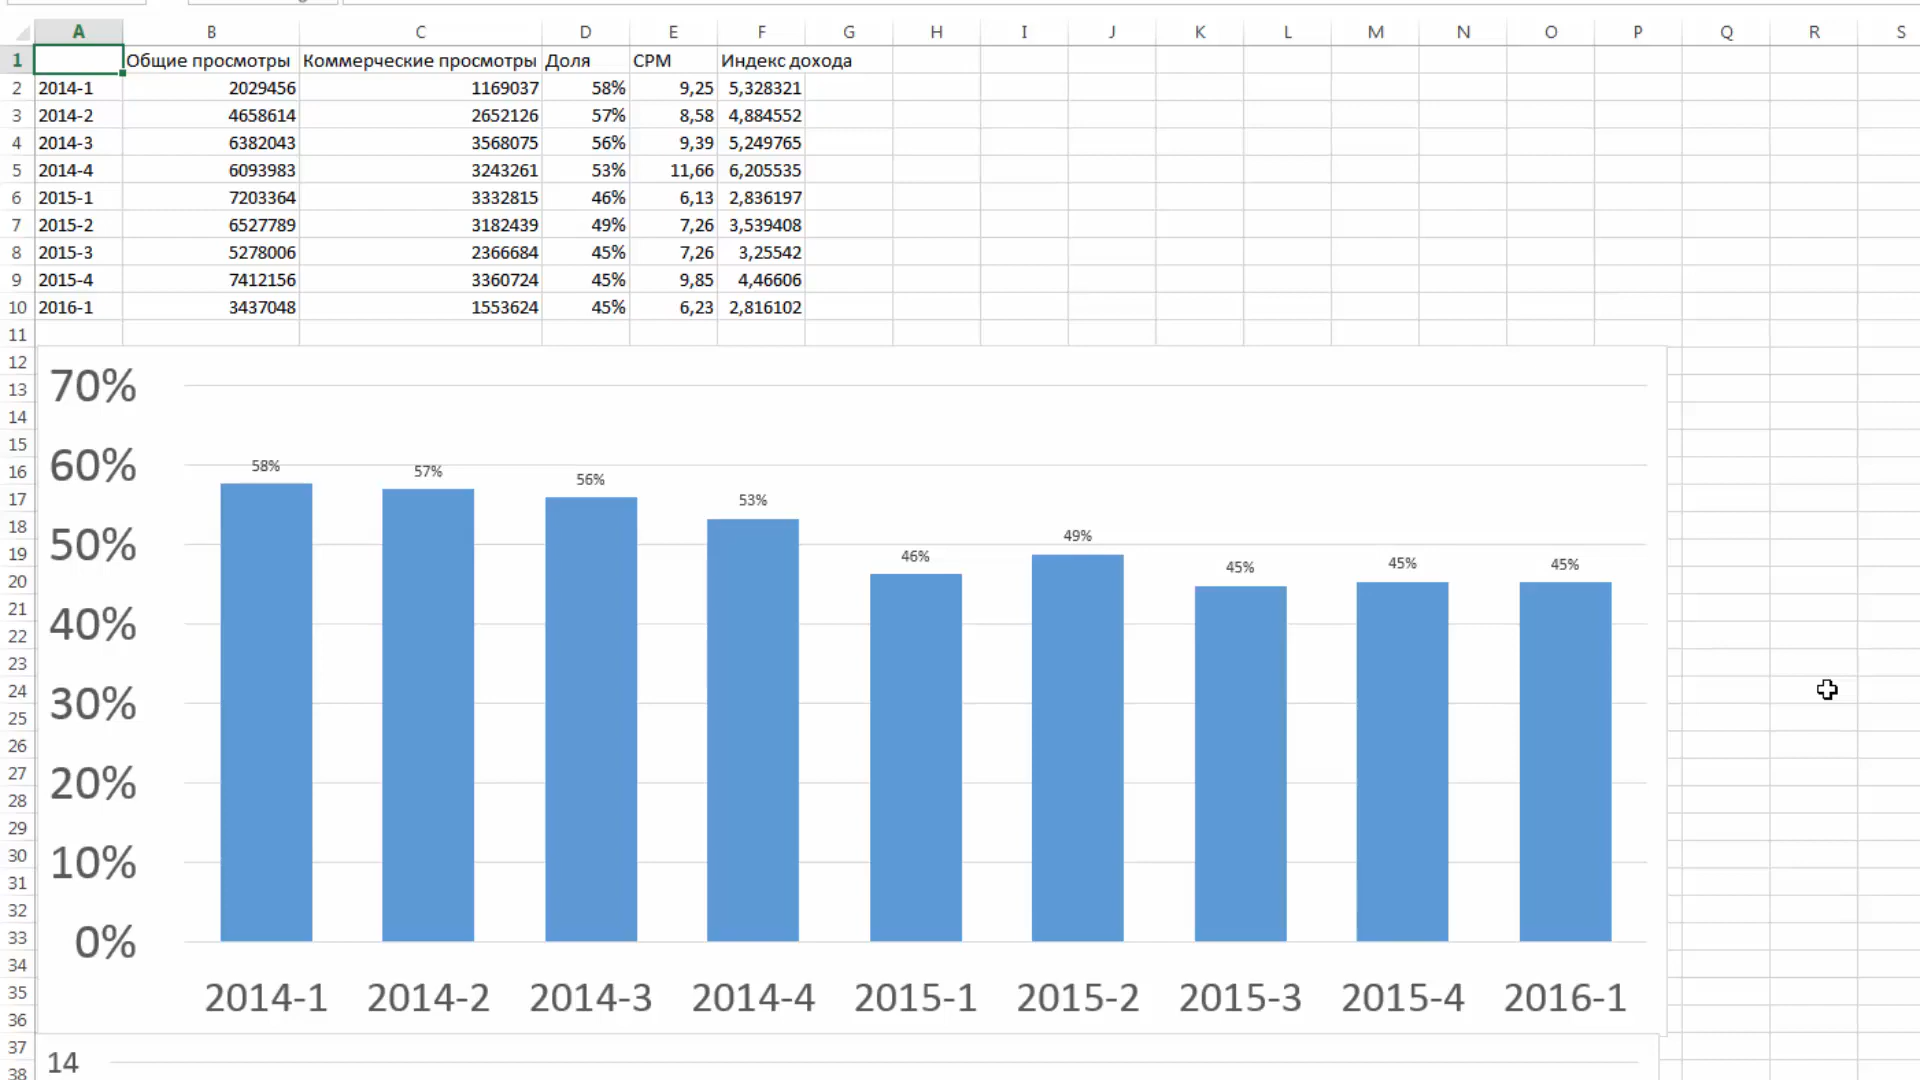 A B C D E F G H I J K L M N O P Q R S
1 Общие просмотры Коммерческие просмотры Доля CPM Индекс дохода
2 2014-1 2029456 1169037 58% 9,25 5,328321
3 2014-2 4658614 2652126 57% 8,58 4,884552
4 2014-3 6382043 3568075 56% 9,39 5,249765
5 2014-4 6093983 3243261 53% 11,66 6,205535
6 2015-1 7203364 3332815 46% 6,13 2,836197
7 2015-2 6527789 3182439 49% 7,26 3,539408
8 2015-3 5278006 2366684 45% 7,26 3,25542
9 2015-4 7412156 3360724 45% 9,85 4,46606
10 2016-1 3437048 1553624 45% 6,23 2,816102
11
12
13 70%
14
15
16 60% 58% 57% 56%
17 53%
18
19 50% 49% 46%
20 45% 45% 45%
21
22 40%
23
24
25 30%
26
27
28 20%
29
30
31 10%
32
33
34 0%
35
36 2014-1 2014-2 2014-3 2014-4 2015-1 2015-2 2015-3 2015-4 2016-1
37 14
38